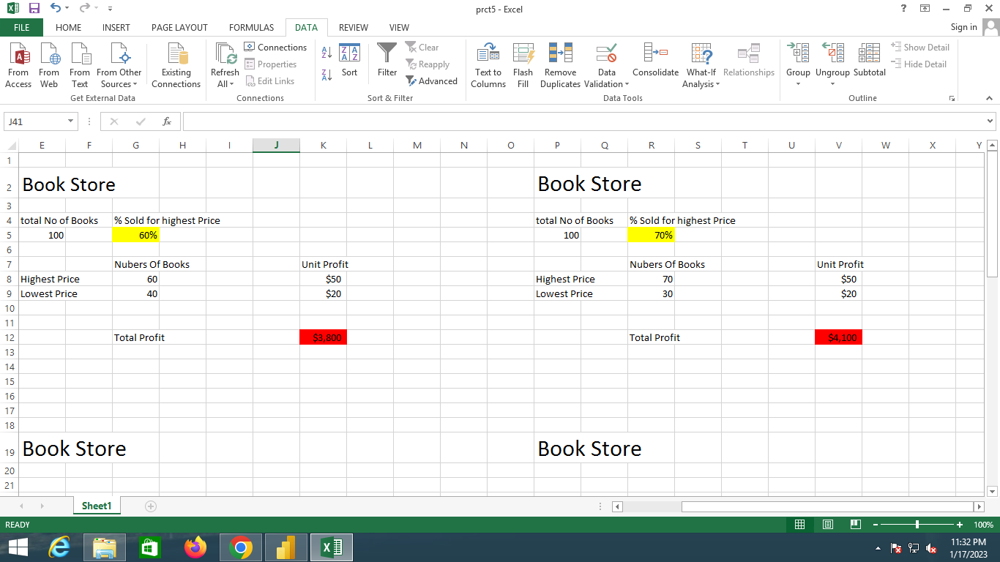 prct5 - Excel
FILE HOME INSERT PAGE LAYOUT FORMULAS DATA REVIEW VIEW Sign in
From Access
From Web
From Text
From Other Sources
Existing Connections
Get External Data
Refresh All
Connections
Properties
Edit Links
Connections
Sort
Filter
Clear
Reapply
Advanced
Sort & Filter
Text to Columns
Flash Fill
Remove Duplicates
Data Validation
Consolidate
What-If Analysis
Relationships
Data Tools
Group
Ungroup
Subtotal
Show Detail
Hide Detail
Outline
J41 fx
E F G H I J K L M N O P Q R S T U V W X Y
1
2 Book Store Book Store
3
4 total No of Books % Sold for highest Price total No of Books % Sold for highest Price
5 100 60% 100 70%
6
7 Nubers Of Books Unit Profit Nubers Of Books Unit Profit
8 Highest Price 60 $50 Highest Price 70 $50
9 Lowest Price 40 $20 Lowest Price 30 $20
10
11
12 Total Profit $3,800 Total Profit $4,100
13
14
15
16
17
18
19 Book Store Book Store
20
21
Sheet1
READY 100%
11:32 PM
1/17/2023